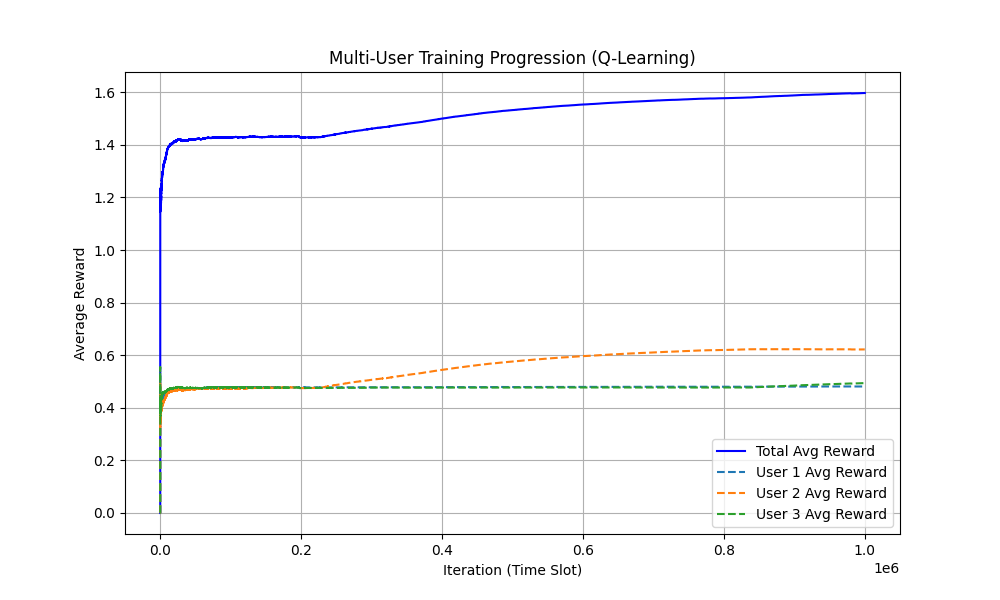 Multi-User Training Progression (Q-Learning)
Average Reward
1.6
1.4
1.2
1.0
0.8
0.6
0.4
0.2
0.0
Total Avg Reward
User 1 Avg Reward
User 2 Avg Reward
User 3 Avg Reward
0.0 0.2 0.4 0.6 0.8 1.0
1e6
Iteration (Time Slot)